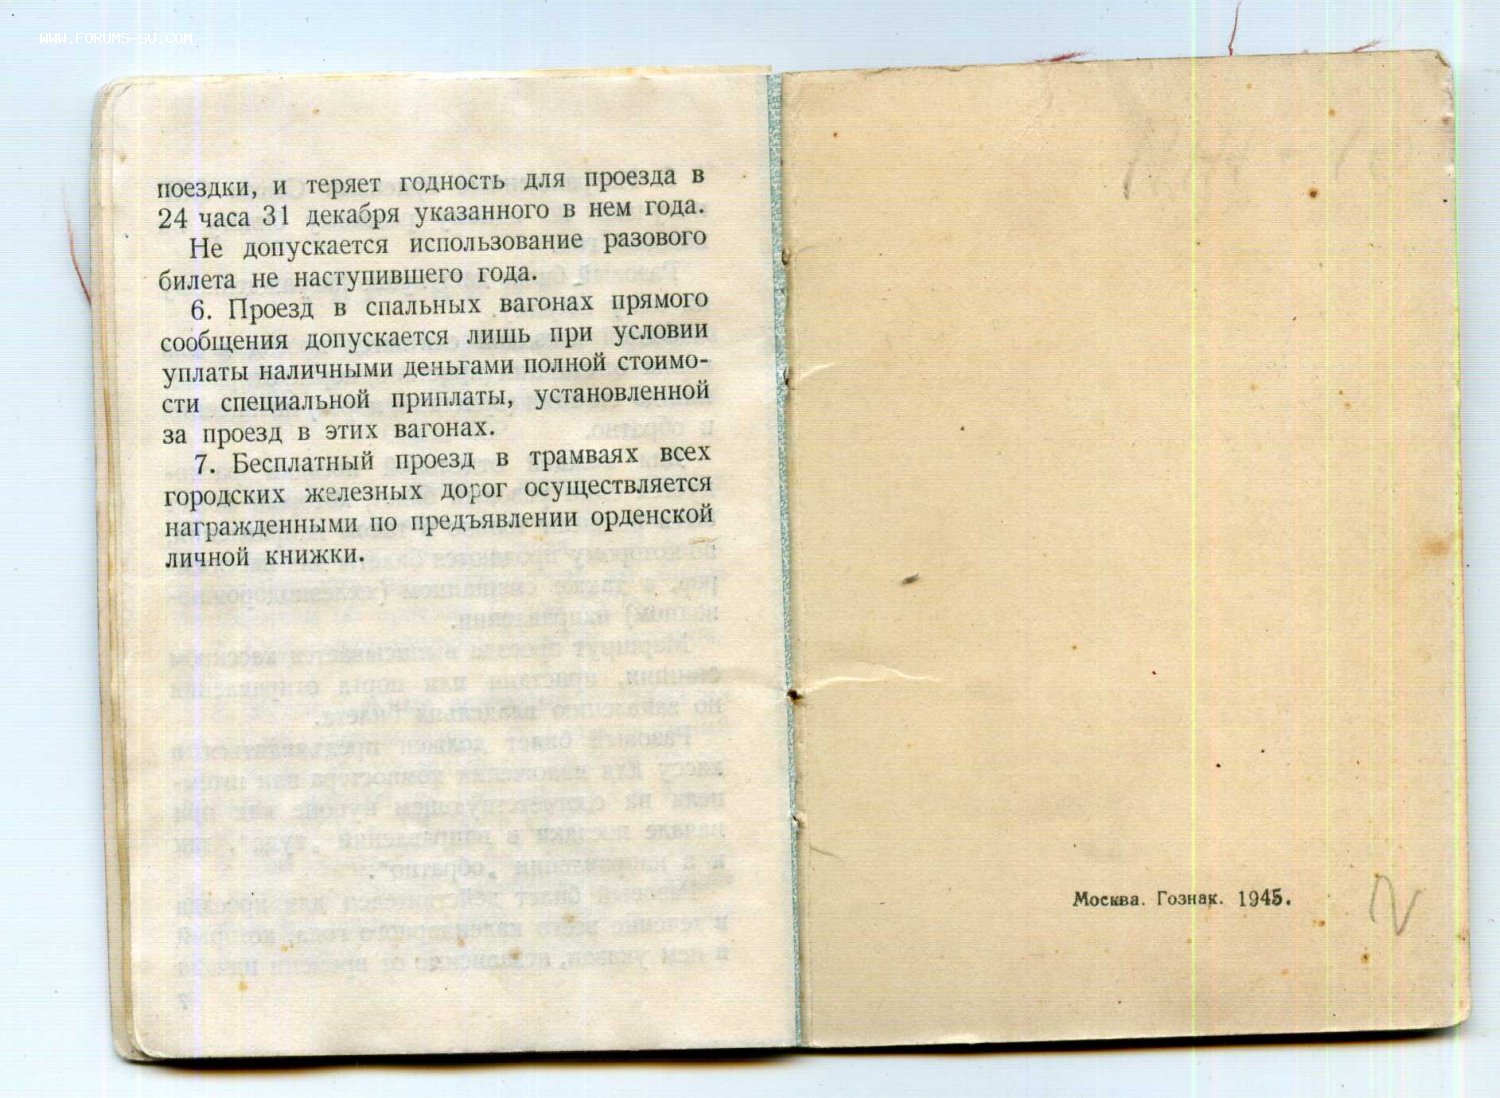 WWW.FORUMS-SU.COM
поездки, и теряет годность для проезда в
24 часа 31 декабря указанного в нем года.
Не допускается использование разового
билета не наступившего года.
6. Проезд в спальных вагонах прямого
сообщения допускается лишь при условии
уплаты наличными деньгами полной стоимо-
сти специальной приплаты, установленной
за проезд в этих вагонах.
7. Бесплатный проезд в трамваях всех
городских железных дорог осуществляется
награжденными по предъявлении орденской
личной книжки.
Москва. Гознак. 1945.